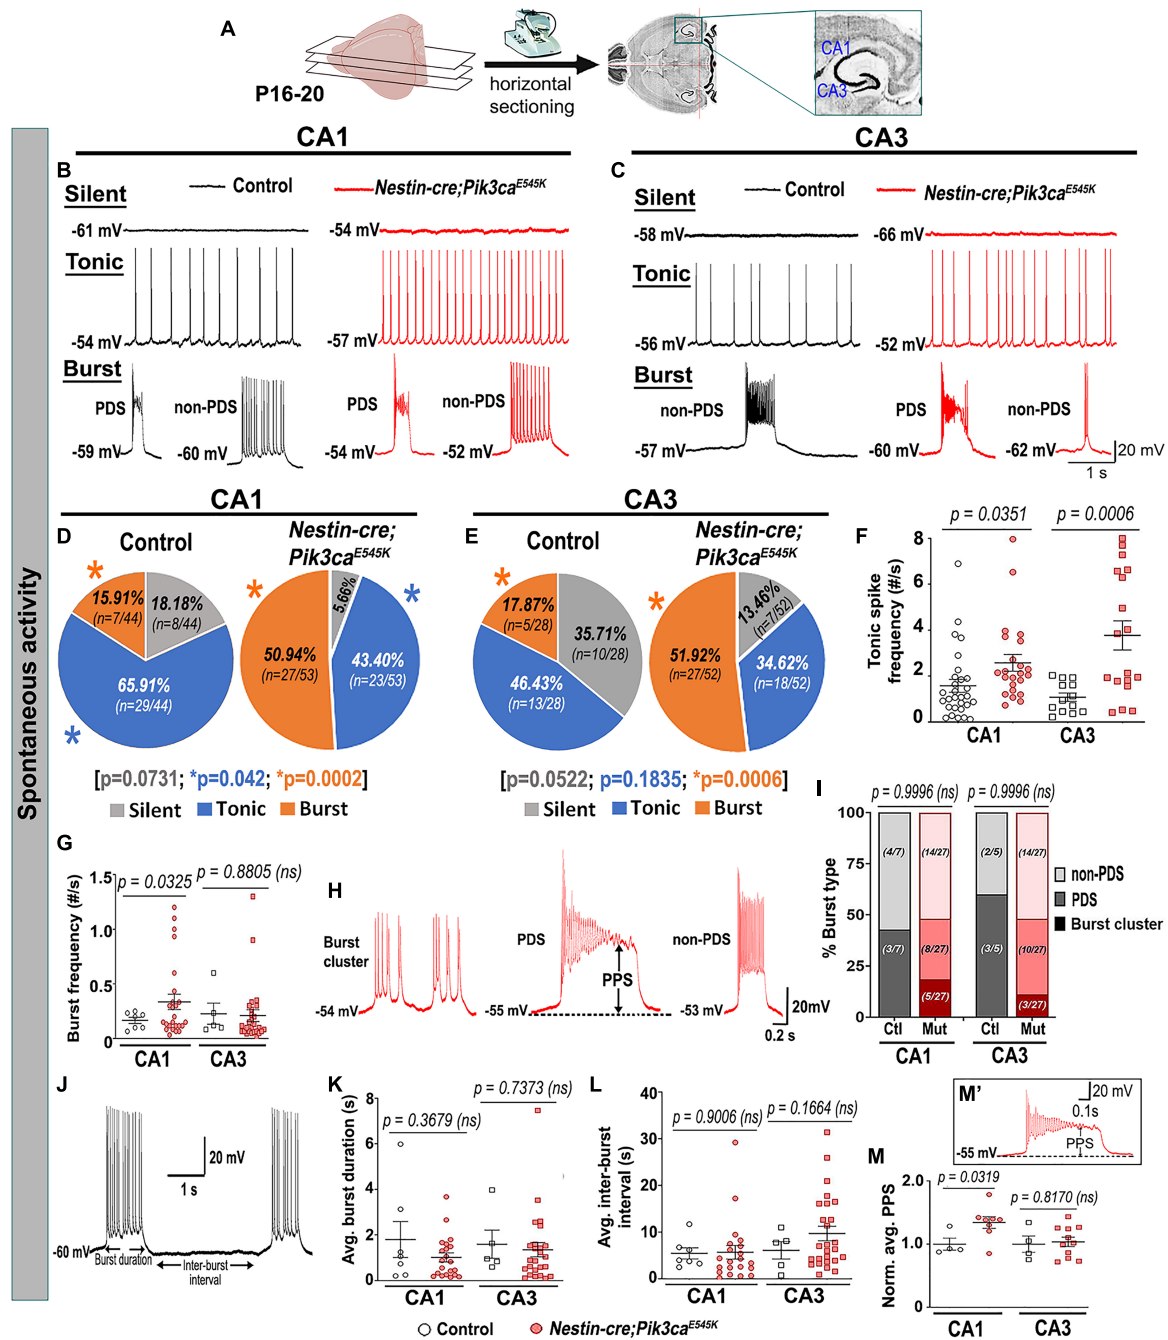 A
P16-20
horizontal
sectioning
CA1
CA3
Spontaneous activity
CA1
CA3
B
Control
Nestin-cre;Pik3caE545K
Silent
-61 mV
-54 mV
Tonic
-54 mV
-57 mV
Burst
PDS
non-PDS
PDS
non-PDS
-59 mV
-60 mV
-54 mV
-52 mV
C
Control
Nestin-cre;Pik3caE545K
Silent
-58 mV
-66 mV
Tonic
-56 mV
-52 mV
Burst
non-PDS
PDS
non-PDS
-57 mV
-60 mV
-62 mV
20 mV
1 s
CA1
CA3
D
Control
Nestin-cre;
Pik3caE545K
15.91%
(n=7/44)
18.18%
(n=8/44)
65.91%
(n=29/44)
5.66%
50.94%
(n=27/53)
43.40%
(n=23/53)
[p=0.0731; *p=0.042; *p=0.0002]
Silent Tonic Burst
E
Control
Nestin-cre;
Pik3caE545K
17.87%
(n=5/28)
35.71%
(n=10/28)
46.43%
(n=13/28)
13.46%
(n=7/52)
51.92%
(n=27/52)
34.62%
(n=18/52)
[p=0.0522; p=0.1835; *p=0.0006]
Silent Tonic Burst
F
p = 0.0351
p = 0.0006
Tonic spike
frequency (#/s)
8
6
4
2
0
CA1
CA3
G
p = 0.0325
p = 0.8805 (ns)
Burst frequency (#/s)
1.5
1.0
0.5
0
CA1
CA3
H
Burst
cluster
-54 mV
PDS
PPS
-55 mV
non-PDS
-53 mV
20mV
0.2 s
I
p = 0.9996 (ns)
p = 0.9996 (ns)
% Burst type
100
75
50
25
0
(4/7)
(3/7)
(14/27)
(8/27)
(5/27)
(2/5)
(3/5)
(14/27)
(10/27)
(3/27)
Ctl Mut Ctl Mut
CA1
CA3
non-PDS
PDS
Burst cluster
J
20 mV
1 s
-60 mV
Burst duration
Inter-burst
interval
K
p = 0.3679 (ns)
p = 0.7373 (ns)
Avg. burst duration (s)
8
6
4
2
0
CA1
CA3
L
p = 0.9006 (ns)
p = 0.1664 (ns)
Avg. inter-burst
interval (s)
40
30
20
10
0
CA1
CA3
M'
20 mV
0.1s
-55 mV
PPS
M
p = 0.0319
p = 0.8170 (ns)
Norm. avg. PPS
2.0
1.0
0
CA1
CA3
Control
Nestin-cre;Pik3caE545K